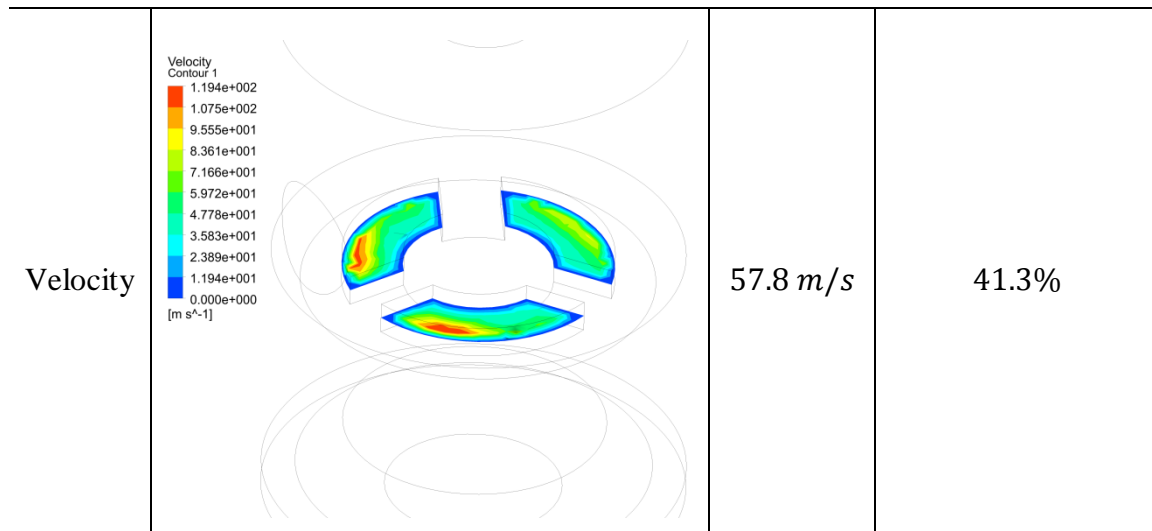 Velocity
Contour 1
1.194e+002
1.075e+002
9.555e+001
8.361e+001
7.166e+001
5.972e+001
4.778e+001
3.583e+001
2.389e+001
1.194e+001
0.000e+000
[m s^-1]
Velocity
57.8 m/s
41.3%